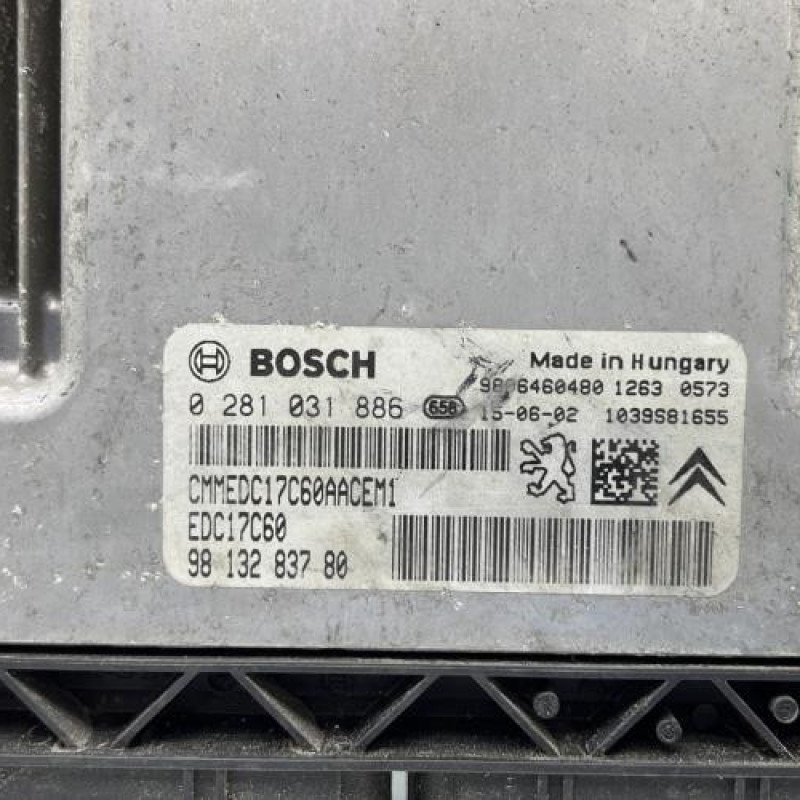 BOSCH
Made in Hungary
0 281 031 886 658
1263 0573
15-06-02 1039S81655
CMMEDC17C60AACEM1
EDC17C60
98 132 837 80